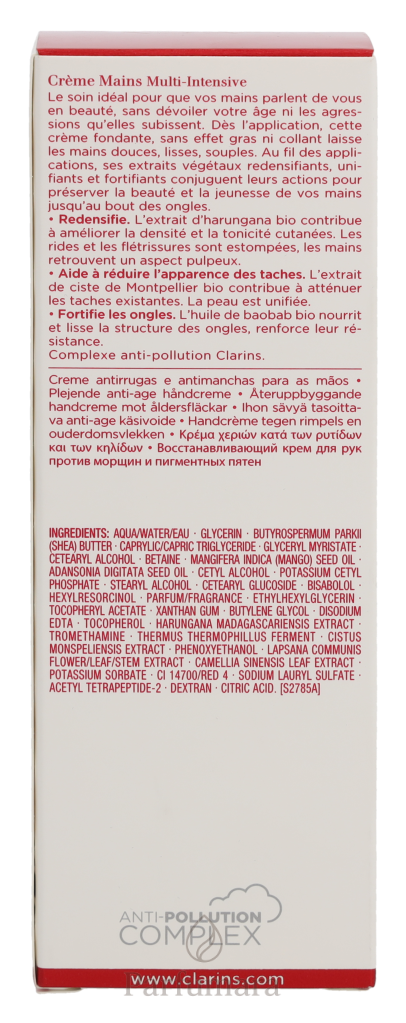 Crème Mains Multi-Intensive
Le soin idéal pour que vos mains parlent de vous
en beauté, sans dévoiler votre âge ni les agres-
sions qu'elles subissent. Dès l'application, cette
crème fondante, sans effet gras ni collant laisse
les mains douces, lisses, souples. Au fil des appli-
cations, ses extraits végétaux redensifiants, uni-
fiants et fortifiants conjuguent leurs actions pour
préserver la beauté et la jeunesse de vos mains
jusqu'au bout des ongles.
• Redensifie. L'extrait d'harungana bio contribue
à améliorer la densité et la tonicité cutanées. Les
rides et les flétrissures sont estompées, les mains
retrouvent un aspect pulpeux.
• Aide à réduire l'apparence des taches. L'extrait
de ciste de Montpellier bio contribue à atténuer
les taches existantes. La peau est unifiée.
• Fortifie les ongles. L'huile de baobab bio nourrit
et lisse la structure des ongles, renforce leur ré-
sistance.
Complexe anti-pollution Clarins.
Creme antirrugas e antimanchas para as mãos •
Plejende anti-age håndcreme • Återuppbyggande
handcreme mot åldersfläckar • Ihon sävyä tasoitta-
va anti-age käsivoide • Handcrème tegen rimpels en
ouderdomsvlekken • Κρέμα χεριών κατά των ρυτίδων
και των κηλίδων • Восстанавливающий крем для рук
против морщин и пигментных пятен
INGREDIENTS: AQUA/WATER/EAU · GLYCERIN · BUTYROSPERMUM PARKII
(SHEA) BUTTER · CAPRYLIC/CAPRIC TRIGLYCERIDE · GLYCERYL MYRISTATE ·
CETEARYL ALCOHOL · BETAINE · MANGIFERA INDICA (MANGO) SEED OIL ·
ADANSONIA DIGITATA SEED OIL · CETYL ALCOHOL · POTASSIUM CETYL
PHOSPHATE · STEARYL ALCOHOL · CETEARYL GLUCOSIDE · BISABOLOL ·
HEXYLRESORCINOL · PARFUM/FRAGRANCE · ETHYLHEXYLGLYCERIN ·
TOCOPHERYL ACETATE · XANTHAN GUM · BUTYLENE GLYCOL · DISODIUM
EDTA · TOCOPHEROL · HARUNGANA MADAGASCARIENSIS EXTRACT ·
TROMETHAMINE · THERMUS THERMOPHILLUS FERMENT · CISTUS
MONSPELIENSIS EXTRACT · PHENOXYETHANOL · LAPSANA COMMUNIS
FLOWER/LEAF/STEM EXTRACT · CAMELLIA SINENSIS LEAF EXTRACT ·
POTASSIUM SORBATE · CI 14700/RED 4 · SODIUM LAURYL SULFATE ·
ACETYL TETRAPEPTIDE-2 · DEXTRAN · CITRIC ACID. [S2785A]
ANTI-POLLUTION
COMPLEX
www.clarins.com
Parfumara